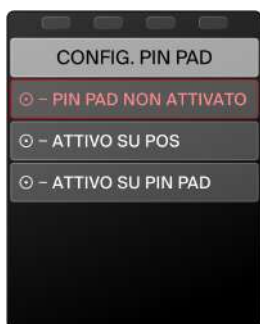 CONFIG. PIN PAD
⊙ – PIN PAD NON ATTIVATO
⊙ – ATTIVO SU POS
⊙ – ATTIVO SU PIN PAD